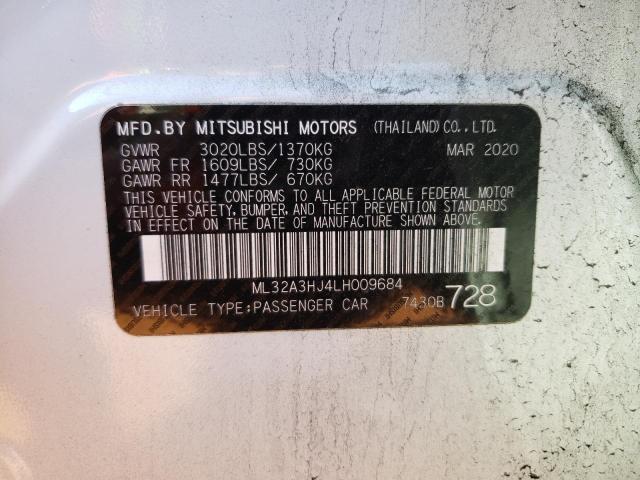 MFD.BY MITSUBISHI MOTORS (THAILAND)CO.,LTD.
GVWR 3020LBS/1370KG MAR 2020
GAWR FR 1609LBS/ 730KG
GAWR RR 1477LBS/ 670KG
THIS VEHICLE CONFORMS TO ALL APPLICABLE FEDERAL MOTOR
VEHICLE SAFETY, BUMPER, AND THEFT PREVENTION STANDARDS
IN EFFECT ON THE DATE OF MANUFACTURE SHOWN ABOVE.
ML32A3HJ4LH009684
VEHICLE TYPE:PASSENGER CAR 7430B 728